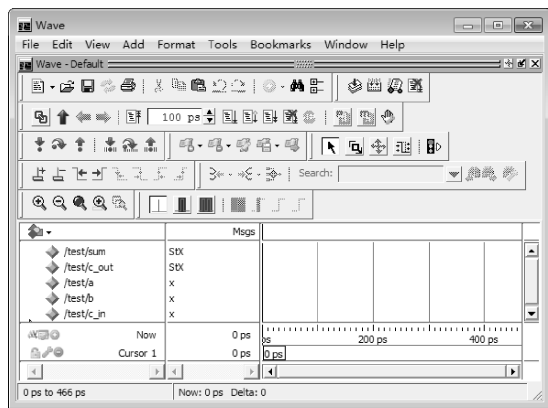 Wave
File Edit View Add Format Tools Bookmarks Window Help
Wave - Default
100 ps
Search:
Msgs
/test/sum StX
/test/c_out StX
/test/a x
/test/b x
/test/c_in x
Now 0 ps
ps 200 ps 400 ps
Cursor 1 0 ps 0 ps
0 ps to 466 ps Now: 0 ps Delta: 0